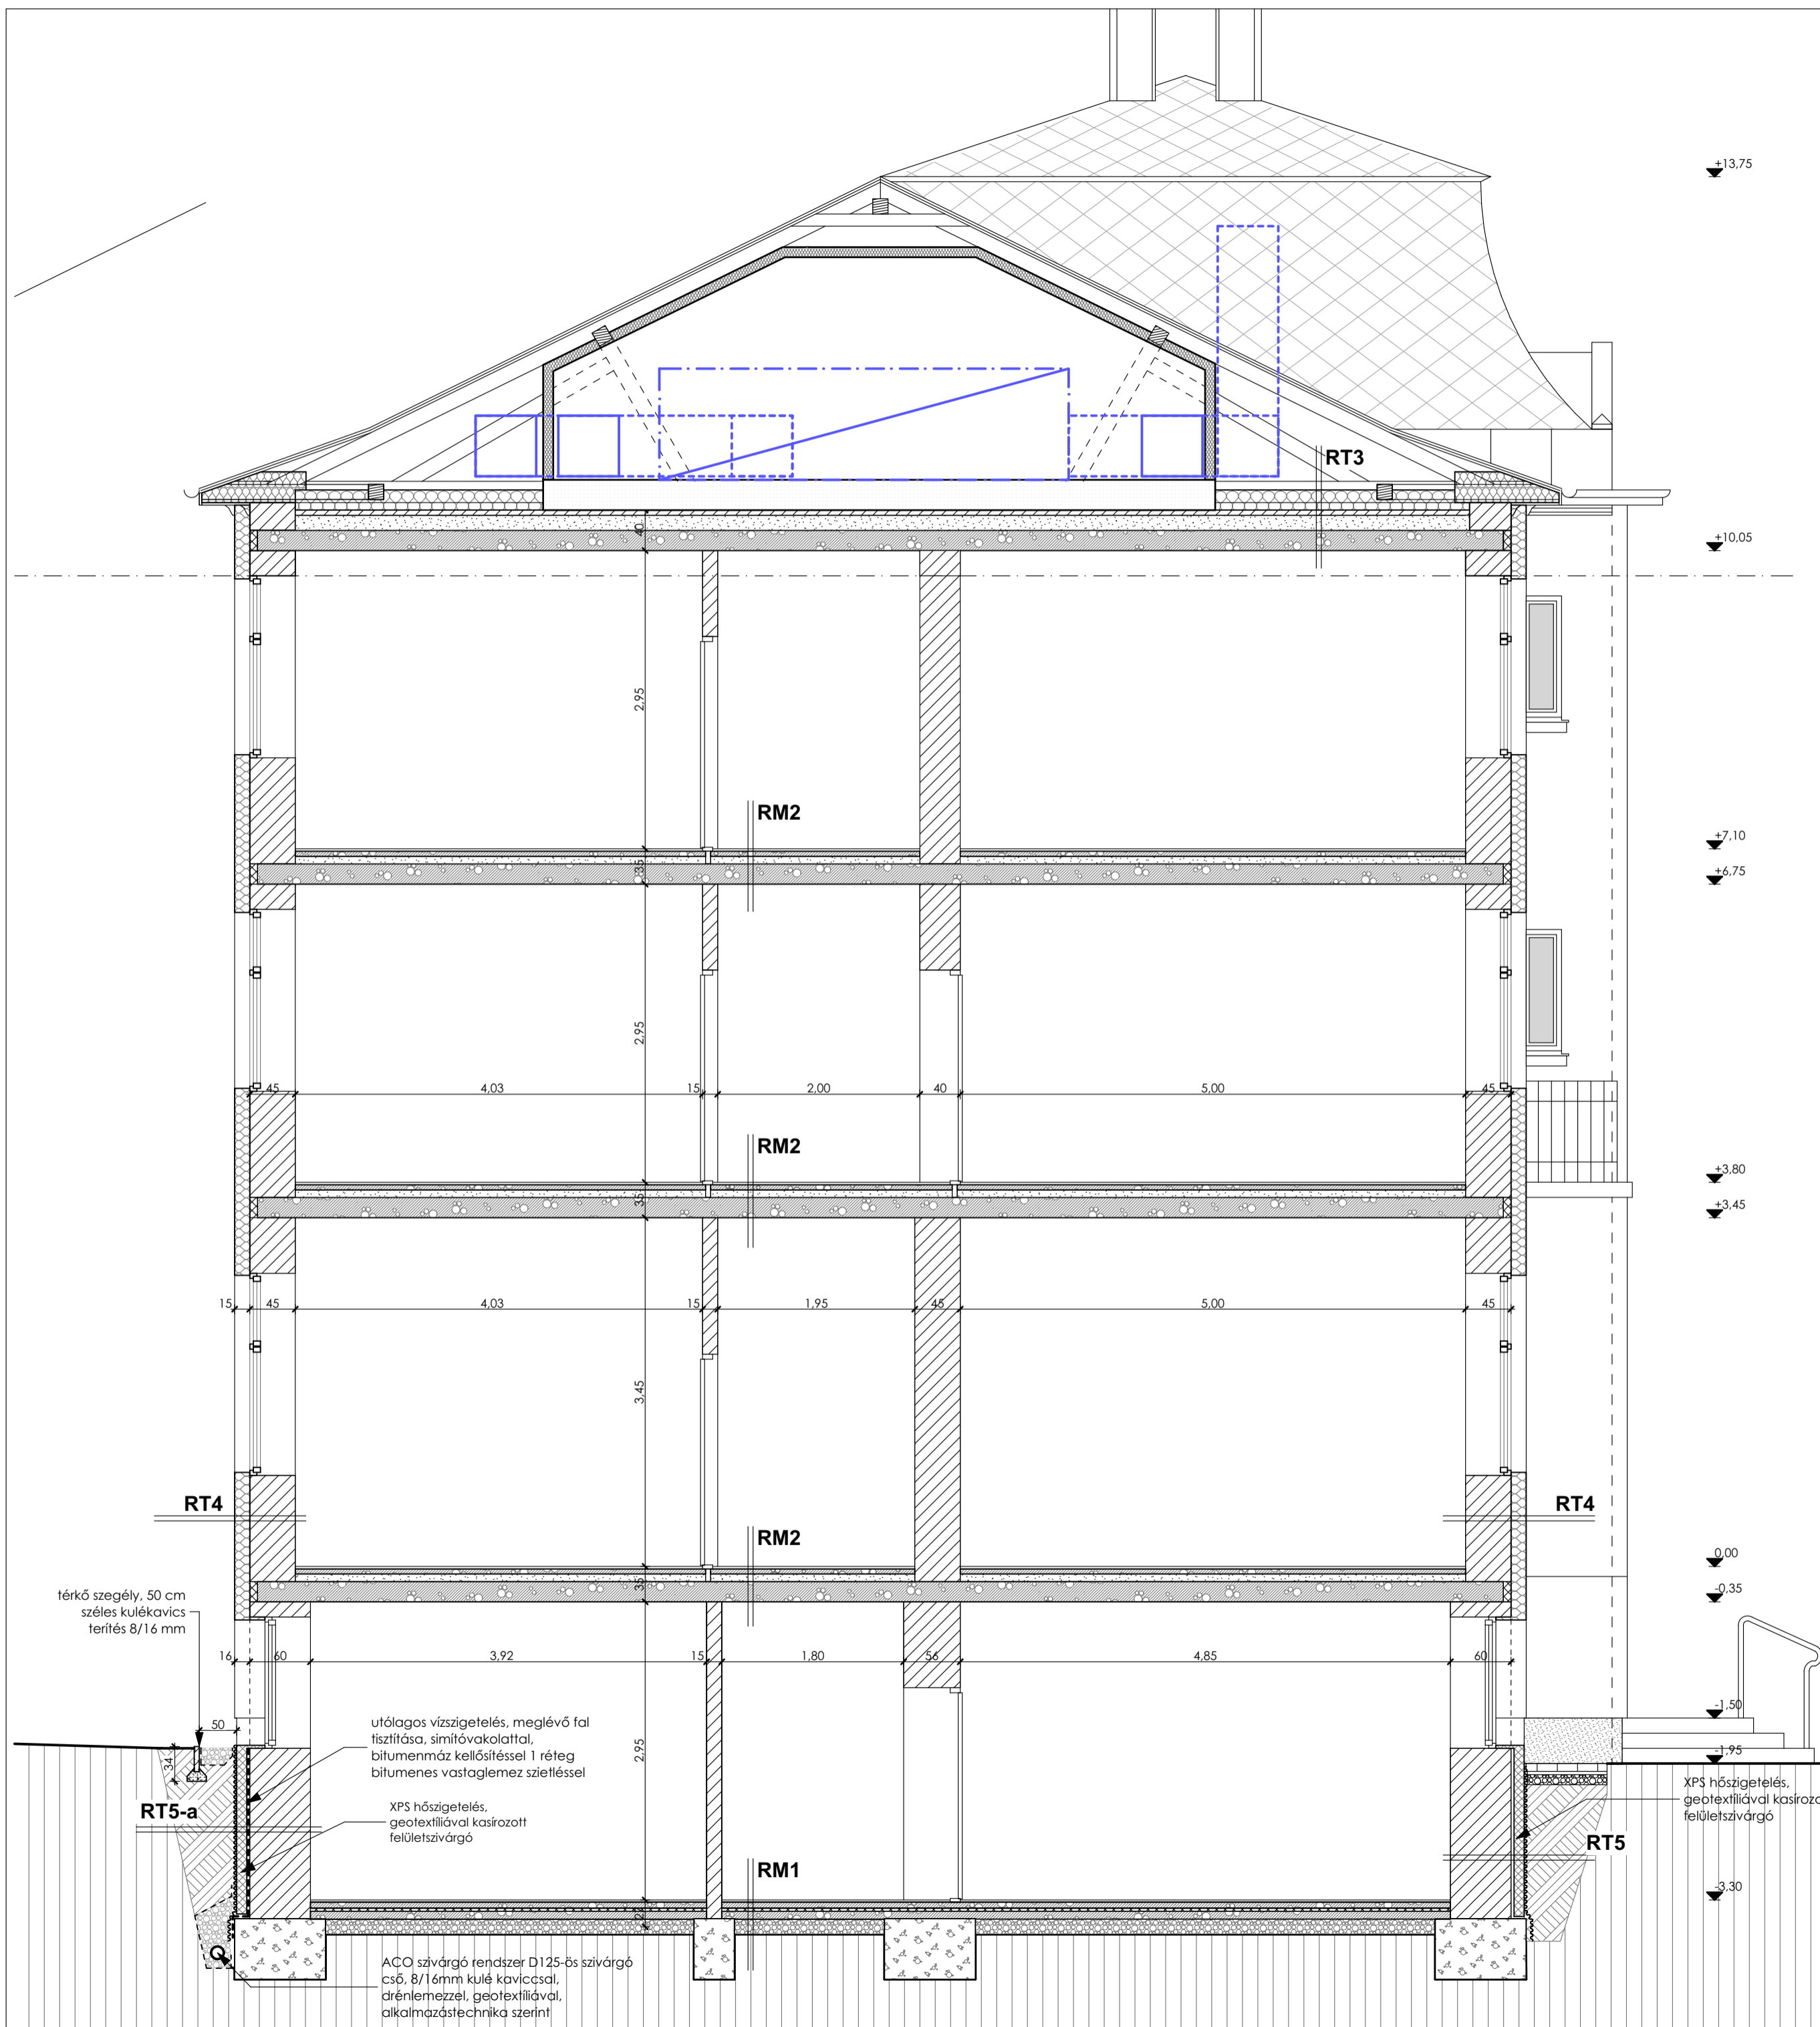 +13,75
RT3
40
+10,05
2,95
RM2
+7,10
35
+6,75
2,95
45
4,03
15
2,00
40
5,00
45
RM2
+3,80
35
+3,45
15
45
4,03
15
1,95
45
5,00
45
3,45
RT4
RT4
RM2
0,00
35
-0,35
térkő szegély, 50 cm
széles kulékavics
terítés 8/16 mm
16
60
3,92
15
1,80
56
4,85
60
-1,50
50
utólagos vízszigetelés, meglévő fal
tisztítása, simítóvakolattal,
bitumenmáz kellősítéssel 1 réteg
bitumenes vastaglemez szietléssel
2,95
34
-1,95
XPS hőszigetelés,
geotextíliával kasíroz
felületszivárgó
RT5-a
XPS hőszigetelés,
geotextíliával kasírozott
felületszivárgó
RT5
RM1
-3,30
ACO szivárgó rendszer D125-ös szivárgó
cső, 8/16mm kulé kaviccsal,
drénlemezzel, geotextíliával,
alkalmazástechnika szerint